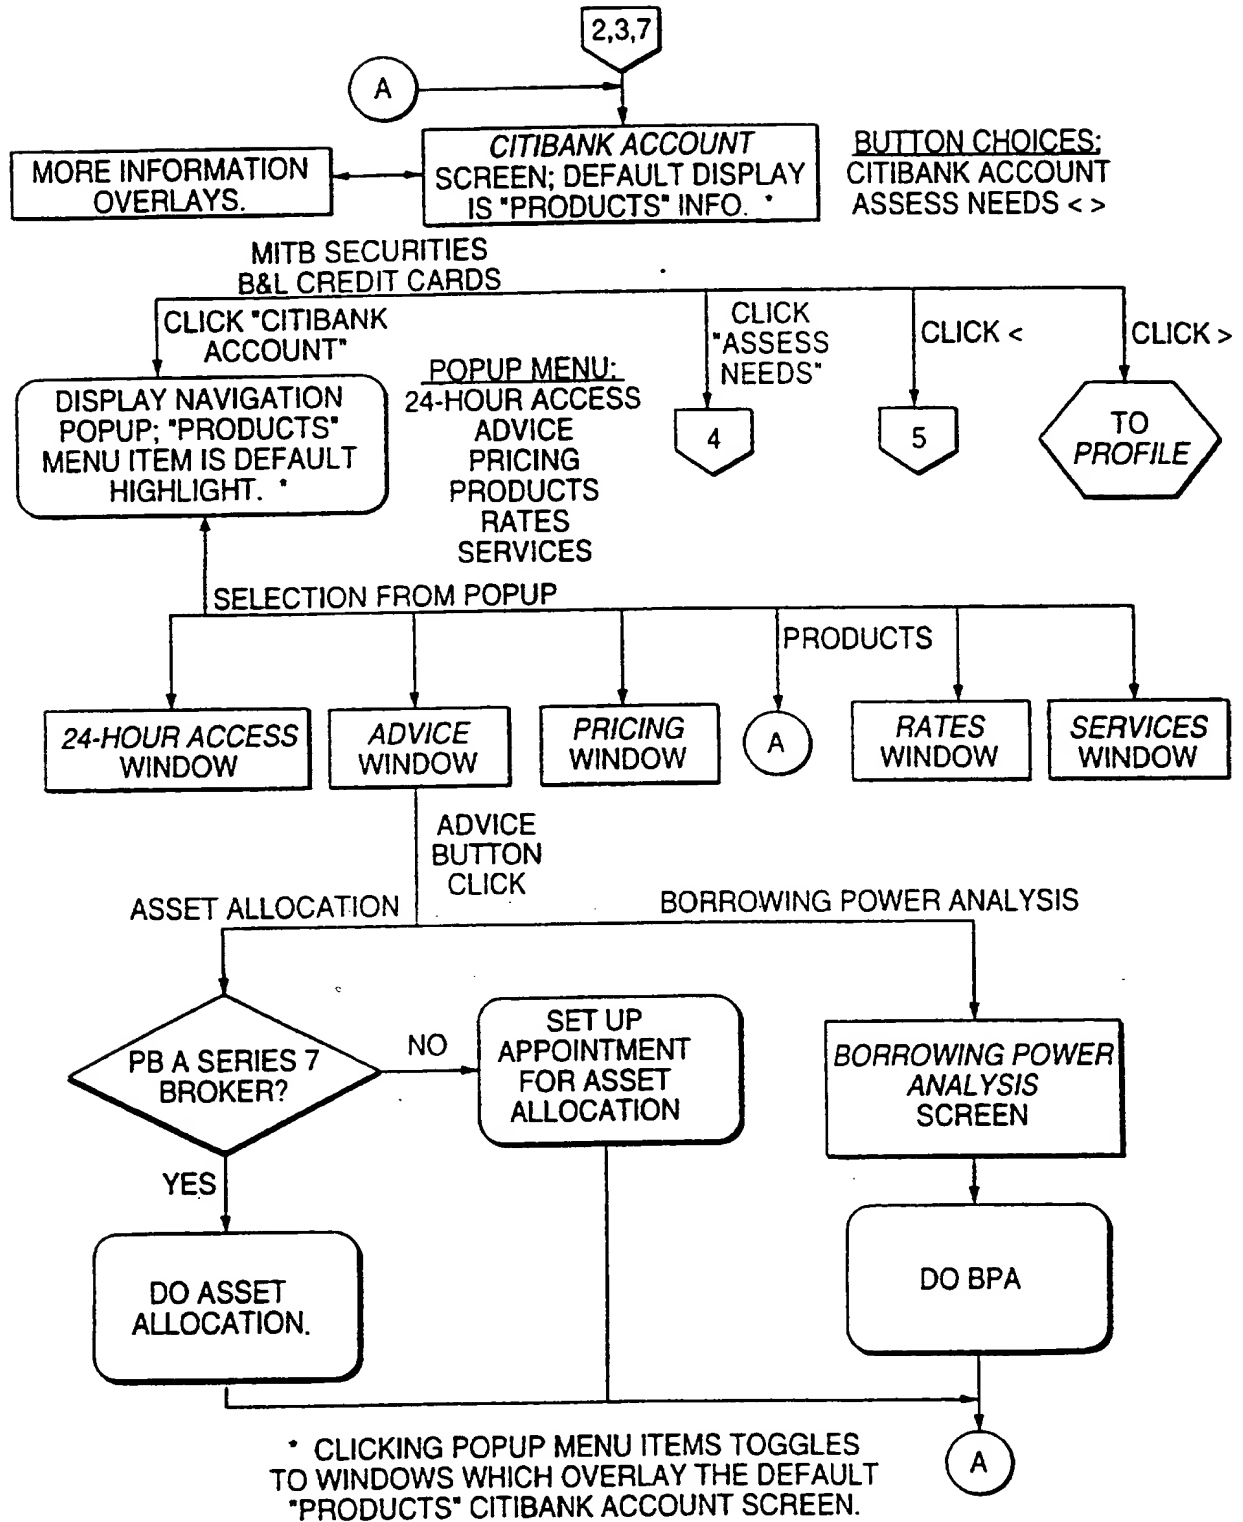 2,3,7
A
MORE INFORMATION
OVERLAYS.
CITIBANK ACCOUNT
SCREEN; DEFAULT DISPLAY
IS "PRODUCTS" INFO. *
BUTTON CHOICES:
CITIBANK ACCOUNT
ASSESS NEEDS < >
MITB SECURITIES
B&L CREDIT CARDS
CLICK "CITIBANK
ACCOUNT"
CLICK
"ASSESS
NEEDS"
CLICK <
CLICK >
DISPLAY NAVIGATION
POPUP; "PRODUCTS"
MENU ITEM IS DEFAULT
HIGHLIGHT. *
POPUP MENU:
24-HOUR ACCESS
ADVICE
PRICING
PRODUCTS
RATES
SERVICES
4
5
TO
PROFILE
SELECTION FROM POPUP
PRODUCTS
24-HOUR ACCESS
WINDOW
ADVICE
WINDOW
PRICING
WINDOW
A
RATES
WINDOW
SERVICES
WINDOW
ADVICE
BUTTON
CLICK
ASSET ALLOCATION
BORROWING POWER ANALYSIS
PB A SERIES 7
BROKER?
NO
SET UP
APPOINTMENT
FOR ASSET
ALLOCATION
BORROWING POWER
ANALYSIS
SCREEN
YES
DO ASSET
ALLOCATION.
DO BPA
A
* CLICKING POPUP MENU ITEMS TOGGLES
TO WINDOWS WHICH OVERLAY THE DEFAULT
"PRODUCTS" CITIBANK ACCOUNT SCREEN.